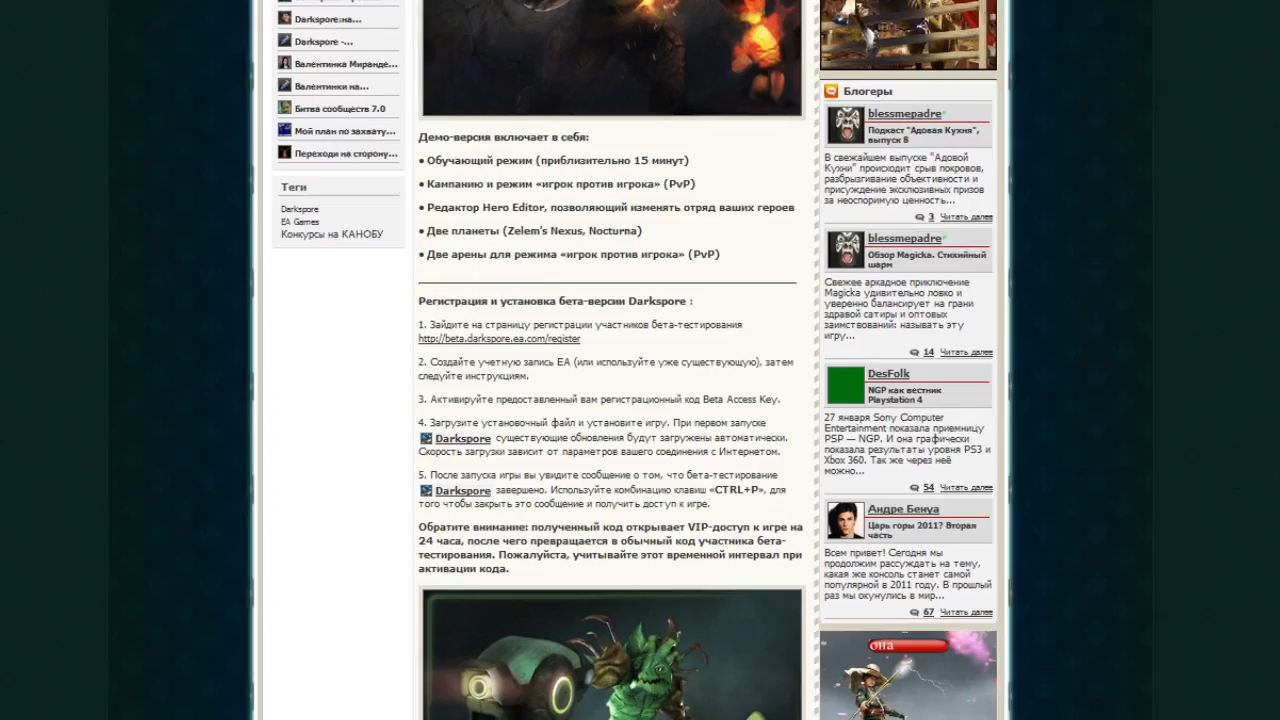 Darkspore:на...
Darkspore -...
Валентинка Миранде...
Валентинки на...
Битва сообществ 7.0
Мой план по захвату...
Переходи на сторону...
Теги
Darkspore
EA Games
Конкурсы на КАНОБУ
Демо-версия включает в себя:
• Обучающий режим (приблизительно 15 минут)
• Кампанию и режим «игрок против игрока» (PvP)
• Редактор Hero Editor, позволяющий изменять отряд ваших героев
• Две планеты (Zelem's Nexus, Nocturna)
• Две арены для режима «игрок против игрока» (PvP)
Регистрация и установка бета-версии Darkspore :
1. Зайдите на страницу регистрации участников бета-тестирования
http://beta.darkspore.ea.com/register
2. Создайте учетную запись EA (или используйте уже существующую), затем
следуйте инструкциям.
3. Активируйте предоставленный вам регистрационный код Beta Access Key.
4. Загрузите установочный файл и установите игру. При первом запуске
Darkspore существующие обновления будут загружены автоматически.
Скорость загрузки зависит от параметров вашего соединения с Интернетом.
5. После запуска игры вы увидите сообщение о том, что бета-тестирование
Darkspore завершено. Используйте комбинацию клавиш «CTRL+P», для
того чтобы закрыть это сообщение и получить доступ к игре.
Обратите внимание: полученный код открывает VIP-доступ к игре на
24 часа, после чего превращается в обычный код участника бета-
тестирования. Пожалуйста, учитывайте этот временной интервал при
активации кода.
Блогеры
blessmepadre
Подкаст "Адовая Кухня",
выпуск 8
В свежайшем выпуске "Адовой
Кухни" происходит срыв покровов,
разбрызгивание объективности и
присуждение эксклюзивных призов
за неоспоримую ценность...
3 Читать далее
blessmepadre
Обзор Magicka. Стихийный
шарм
Свежее аркадное приключение
Magicka удивительно ловко и
уверенно балансирует на грани
здравой сатиры и оптовых
заимствований: называть эту
игру...
14 Читать далее
DesFolk
NGP как вестник
Playstation 4
27 января Sony Computer
Entertainment показала приемницу
PSP — NGP. И она графически
показала результаты уровня PS3 и
Xbox 360. Так же через неё
можно...
54 Читать далее
Андре Бенуа
Царь горы 2011? Вторая
часть
Всем привет! Сегодня мы
продолжим рассуждать на тему,
какая же консоль станет самой
популярной в 2011 году. В прошлый
раз мы окунулись в мир...
67 Читать далее
она